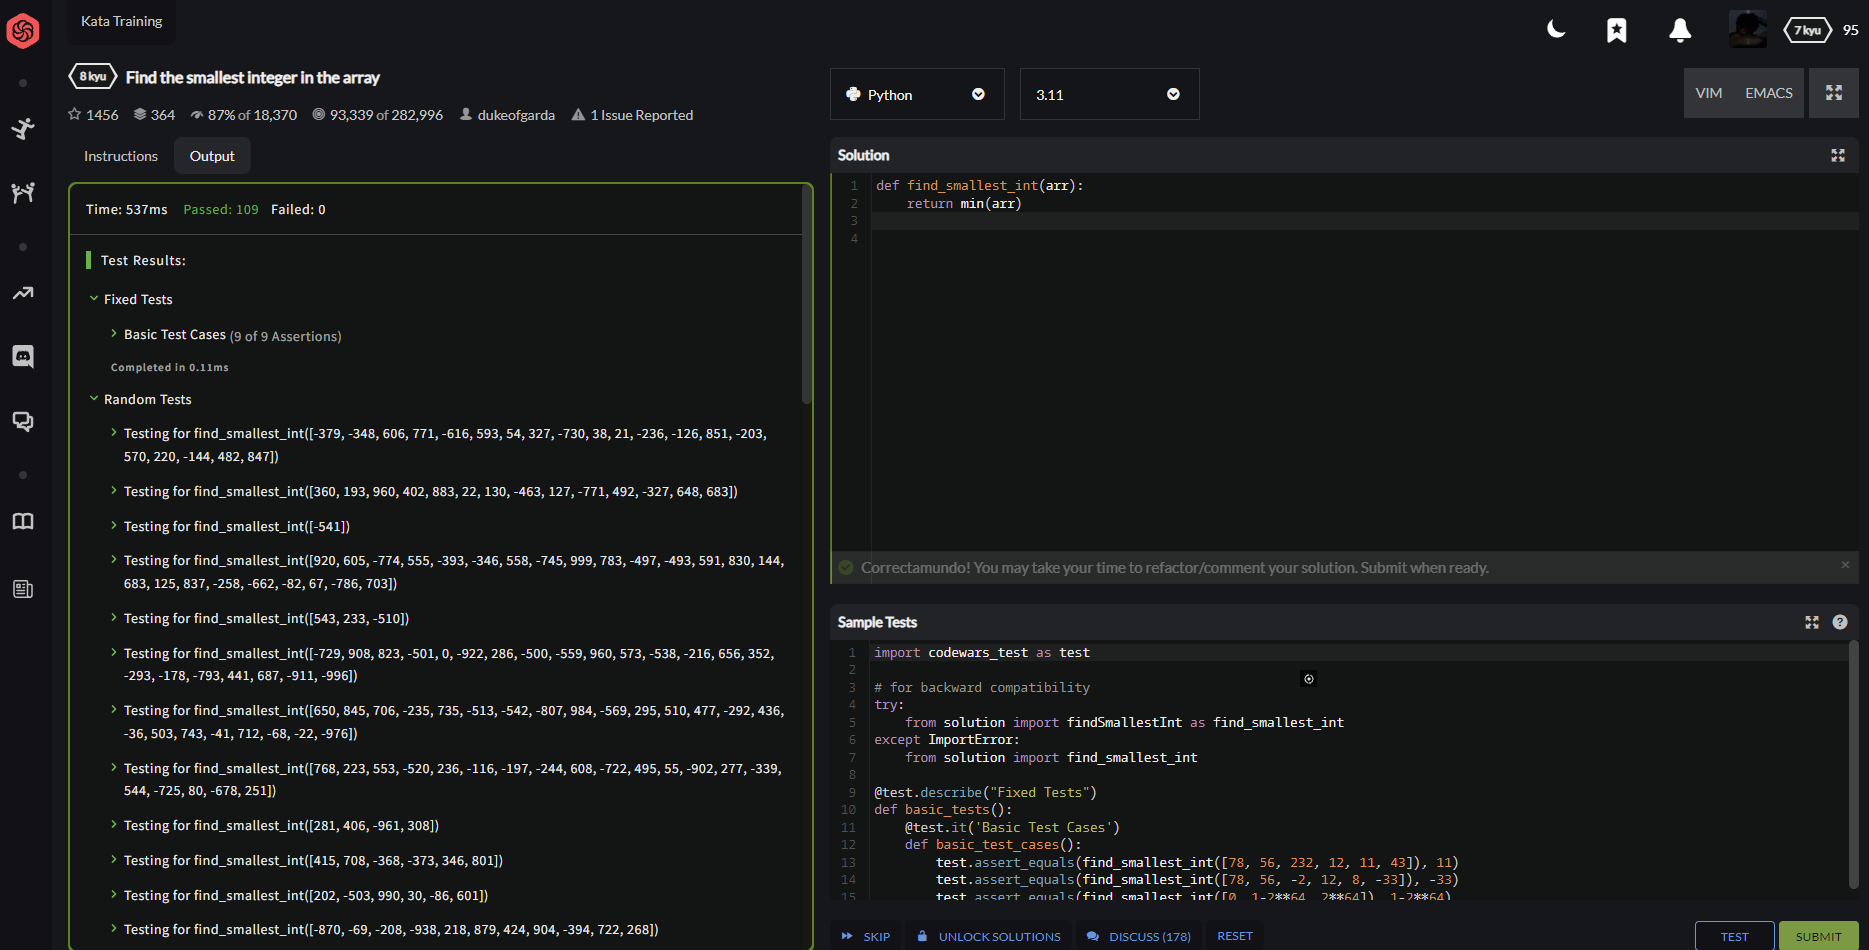 Kata Training
7 kyu
95
8 kyu Find the smallest integer in the array
1456 364 87% of 18,370 93,339 of 282,996 dukeofgarda 1 Issue Reported
Instructions Output
Time: 537ms Passed: 109 Failed: 0
Test Results:
Fixed Tests
Basic Test Cases (9 of 9 Assertions)
Completed in 0.11ms
Random Tests
Testing for find_smallest_int([-379, -348, 606, 771, -616, 593, 54, 327, -730, 38, 21, -236, -126, 851, -203,
570, 220, -144, 482, 847])
Testing for find_smallest_int([360, 193, 960, 402, 883, 22, 130, -463, 127, -771, 492, -327, 648, 683])
Testing for find_smallest_int([-541])
Testing for find_smallest_int([920, 605, -774, 555, -393, -346, 558, -745, 999, 783, -497, -493, 591, 830, 144,
683, 125, 837, -258, -662, -82, 67, -786, 703])
Testing for find_smallest_int([543, 233, -510])
Testing for find_smallest_int([-729, 908, 823, -501, 0, -922, 286, -500, -559, 960, 573, -538, -216, 656, 352,
-293, -178, -793, 441, 687, -911, -996])
Testing for find_smallest_int([650, 845, 706, -235, 735, -513, -542, -807, 984, -569, 295, 510, 477, -292, 436,
-36, 503, 743, -41, 712, -68, -22, -976])
Testing for find_smallest_int([768, 223, 553, -520, 236, -116, -197, -244, 608, -722, 495, 55, -902, 277, -339,
544, -725, 80, -678, 251])
Testing for find_smallest_int([281, 406, -961, 308])
Testing for find_smallest_int([415, 708, -368, -373, 346, 801])
Testing for find_smallest_int([202, -503, 990, 30, -86, 601])
Testing for find_smallest_int([-870, -69, -208, -938, 218, 879, 424, 904, -394, 722, 268])
Python
3.11
VIM EMACS
Solution
1 def find_smallest_int(arr):
2 return min(arr)
3
4
Correctamundo! You may take your time to refactor/comment your solution. Submit when ready.
Sample Tests
1 import codewars_test as test
2
3 # for backward compatibility
4 try:
5 from solution import findSmallestInt as find_smallest_int
6 except ImportError:
7 from solution import find_smallest_int
8
9 @test.describe("Fixed Tests")
10 def basic_tests():
11 @test.it('Basic Test Cases')
12 def basic_test_cases():
13 test.assert_equals(find_smallest_int([78, 56, 232, 12, 11, 43]), 11)
14 test.assert_equals(find_smallest_int([78, 56, -2, 12, 8, -33]), -33)
15 test.assert_equals(find_smallest_int([0, 1-2**64, 2**64]), 1-2**64)
SKIP UNLOCK SOLUTIONS DISCUSS (178) RESET TEST SUBMIT